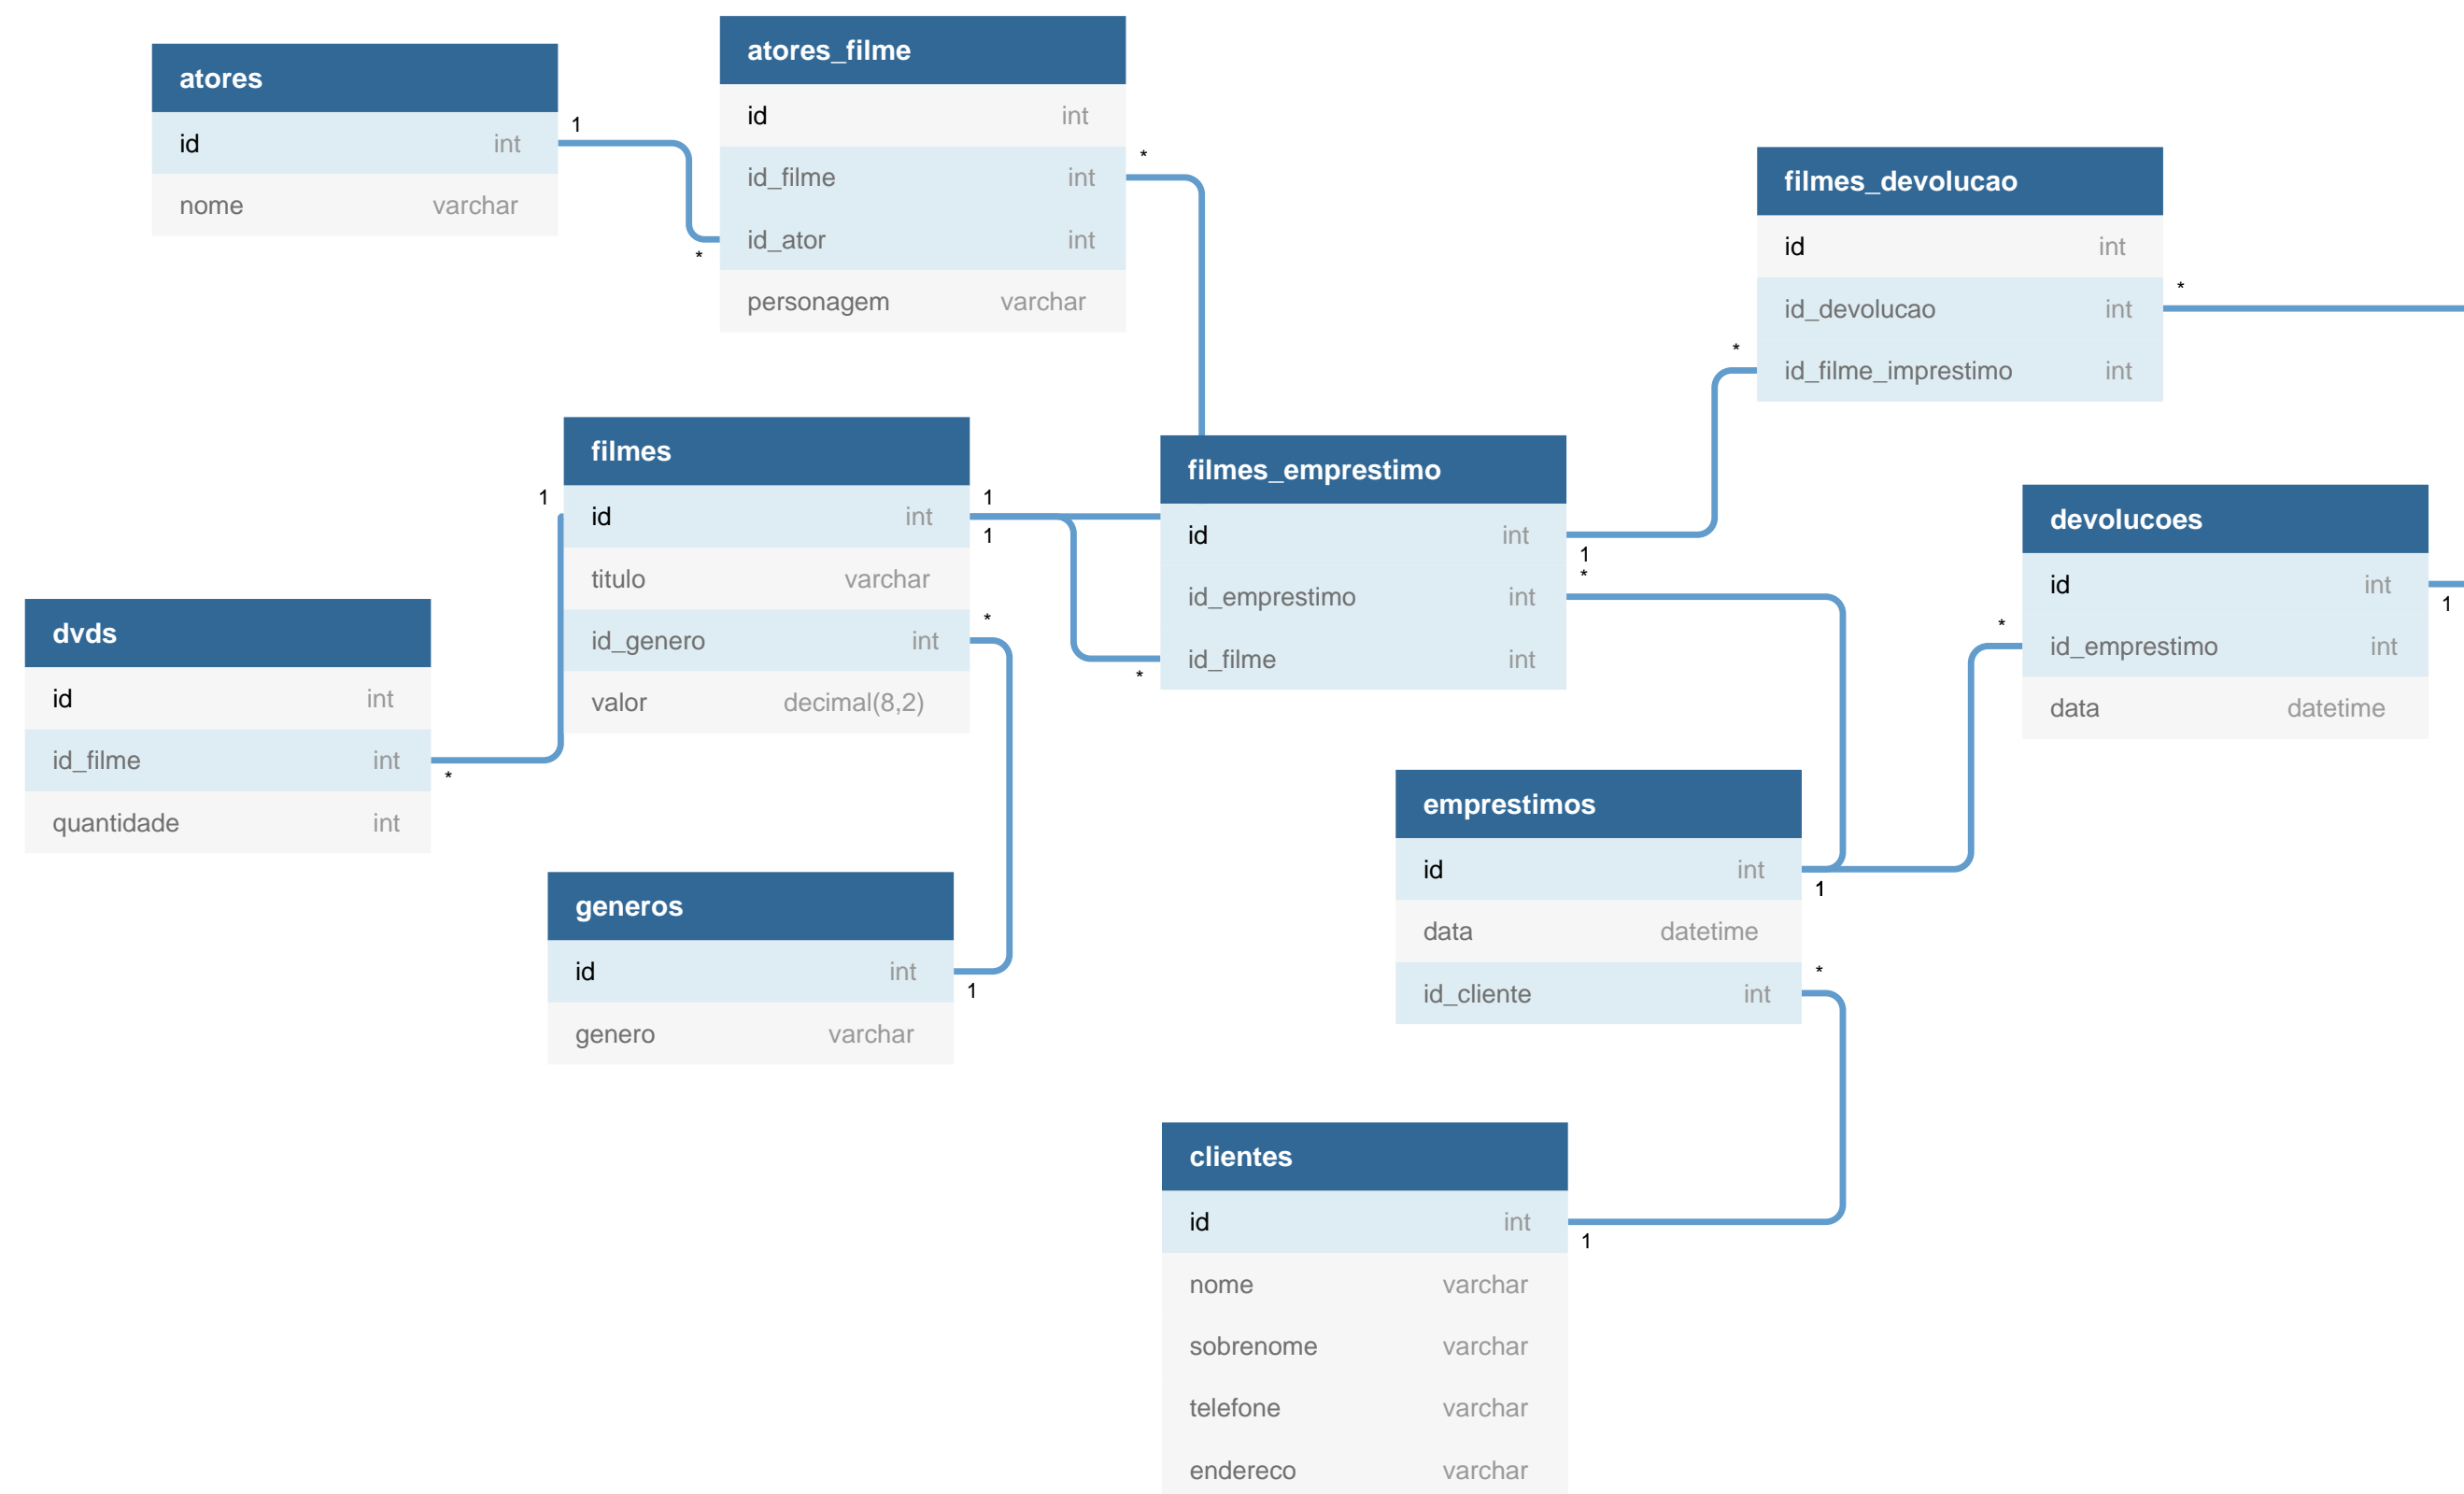 atores
id int
nome varchar
1
*
atores_filme
id int
id_filme int
id_ator int
personagem varchar
*
filmes_devolucao
id int
id_devolucao int
id_filme_imprestimo int
*
*
filmes
id int
titulo varchar
id_genero int
valor decimal(8,2)
1
1
1
*
filmes_emprestimo
id int
id_emprestimo int
id_filme int
1
*
*
devolucoes
id int
id_emprestimo int
data datetime
1
*
dvds
id int
id_filme int
quantidade int
*
emprestimos
id int
data datetime
id_cliente int
1
*
generos
id int
genero varchar
1
clientes
id int
nome varchar
sobrenome varchar
telefone varchar
endereco varchar
1